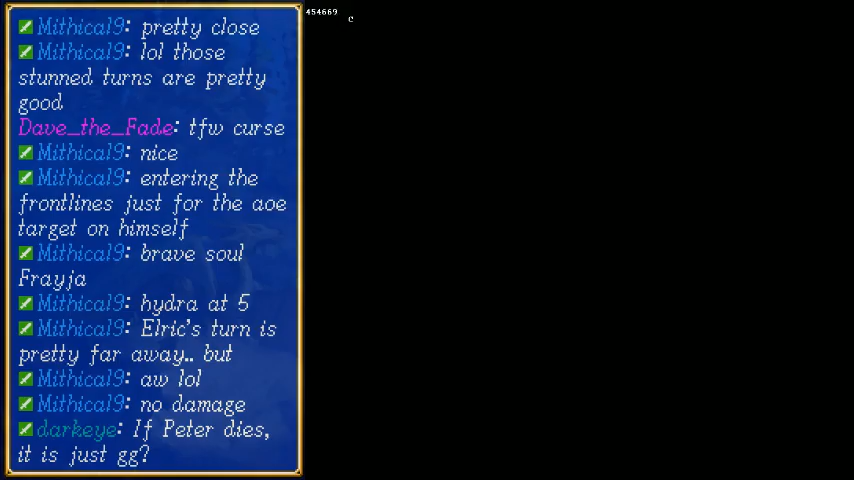 Mithical9: pretty close
Mithical9: lol those
stunned turns are pretty
good
Dave_the_Fade: tfw curse
Mithical9: nice
Mithical9: entering the
frontlines just for the aoe
target on himself
Mithical9: brave soul
Frayja
Mithical9: hydra at 5
Mithical9: Elric's turn is
pretty far away.. but
Mithical9: aw lol
Mithical9: no damage
darkeye: If Peter dies,
it is just gg?
454669
c